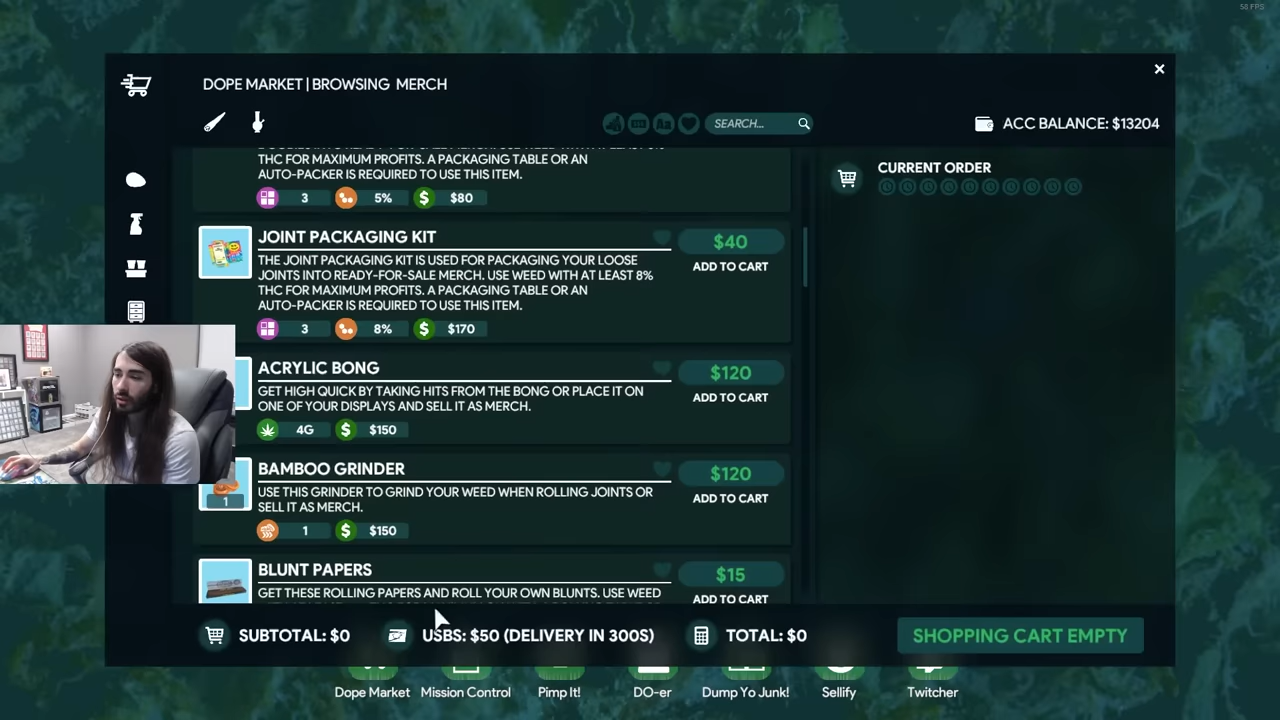 58 FPS
DOPE MARKET | BROWSING MERCH
SEARCH...
ACC BALANCE: $13204
THC FOR MAXIMUM PROFITS. A PACKAGING TABLE OR AN
AUTO-PACKER IS REQUIRED TO USE THIS ITEM.
3 5% $ $80
JOINT PACKAGING KIT
THE JOINT PACKAGING KIT IS USED FOR PACKAGING YOUR LOOSE
JOINTS INTO READY-FOR-SALE MERCH. USE WEED WITH AT LEAST 8%
THC FOR MAXIMUM PROFITS. A PACKAGING TABLE OR AN
AUTO-PACKER IS REQUIRED TO USE THIS ITEM.
3 8% $ $170
$40
ADD TO CART
ACRYLIC BONG
GET HIGH QUICK BY TAKING HITS FROM THE BONG OR PLACE IT ON
ONE OF YOUR DISPLAYS AND SELL IT AS MERCH.
4G $ $150
$120
ADD TO CART
BAMBOO GRINDER
USE THIS GRINDER TO GRIND YOUR WEED WHEN ROLLING JOINTS OR
SELL IT AS MERCH.
1
1 $ $150
$120
ADD TO CART
BLUNT PAPERS
GET THESE ROLLING PAPERS AND ROLL YOUR OWN BLUNTS. USE WEED
$15
ADD TO CART
CURRENT ORDER
SUBTOTAL: $0
USBS: $50 (DELIVERY IN 300S)
TOTAL: $0
SHOPPING CART EMPTY
Dope Market
Mission Control
Pimp It!
DO-er
Dump Yo Junk!
Sellify
Twitcher